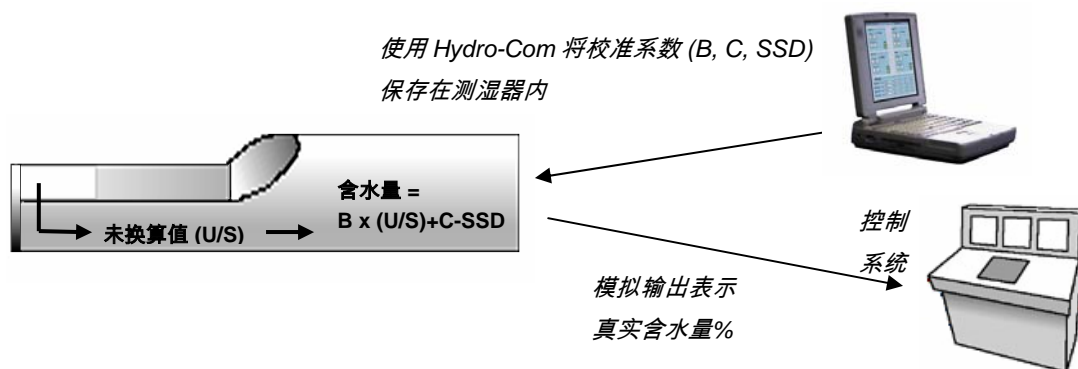 使用 Hydro-Com 将校准系数 (B, C, SSD)
保存在测湿器内
含水量 =
B x (U/S)+C-SSD
未换算值 (U/S)
控制
系统
模拟输出表示
真实含水量%